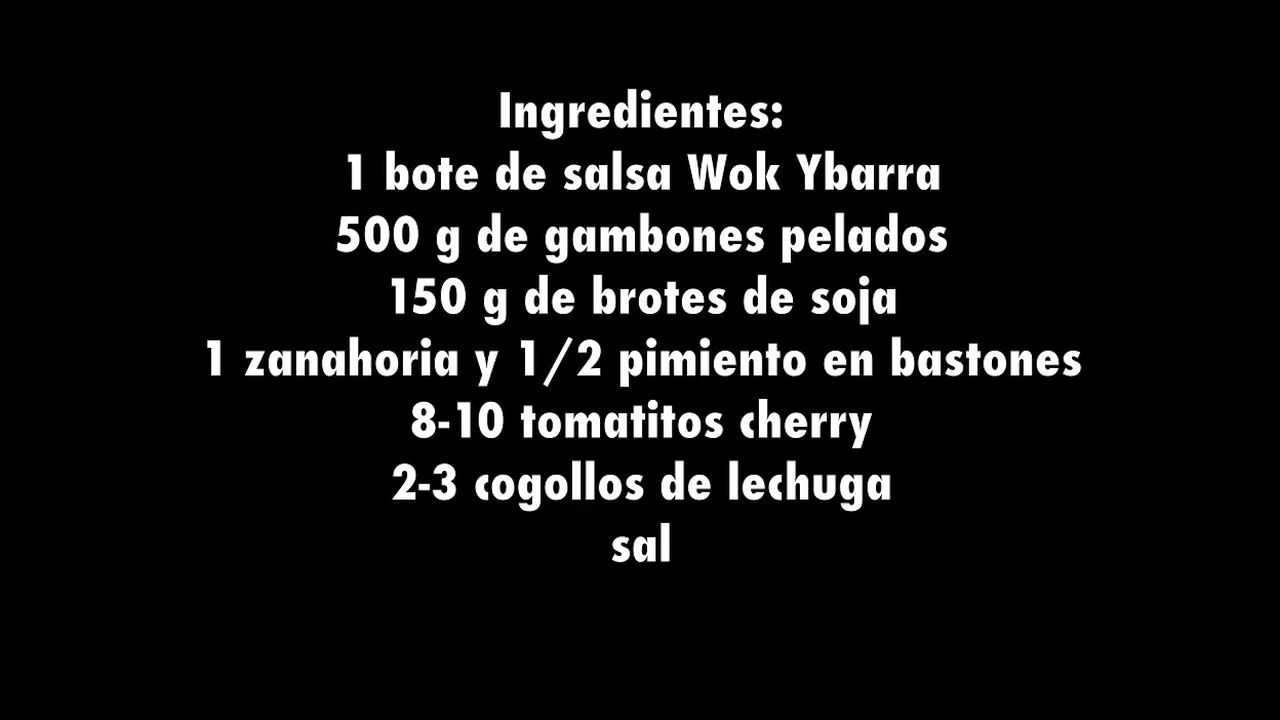 Ingredientes:
1 bote de salsa Wok Ybarra
500 g de gambones pelados
150 g de brotes de soja
1 zanahoria y 1/2 pimiento en bastones
8-10 tomatitos cherry
2-3 cogollos de lechuga
sal